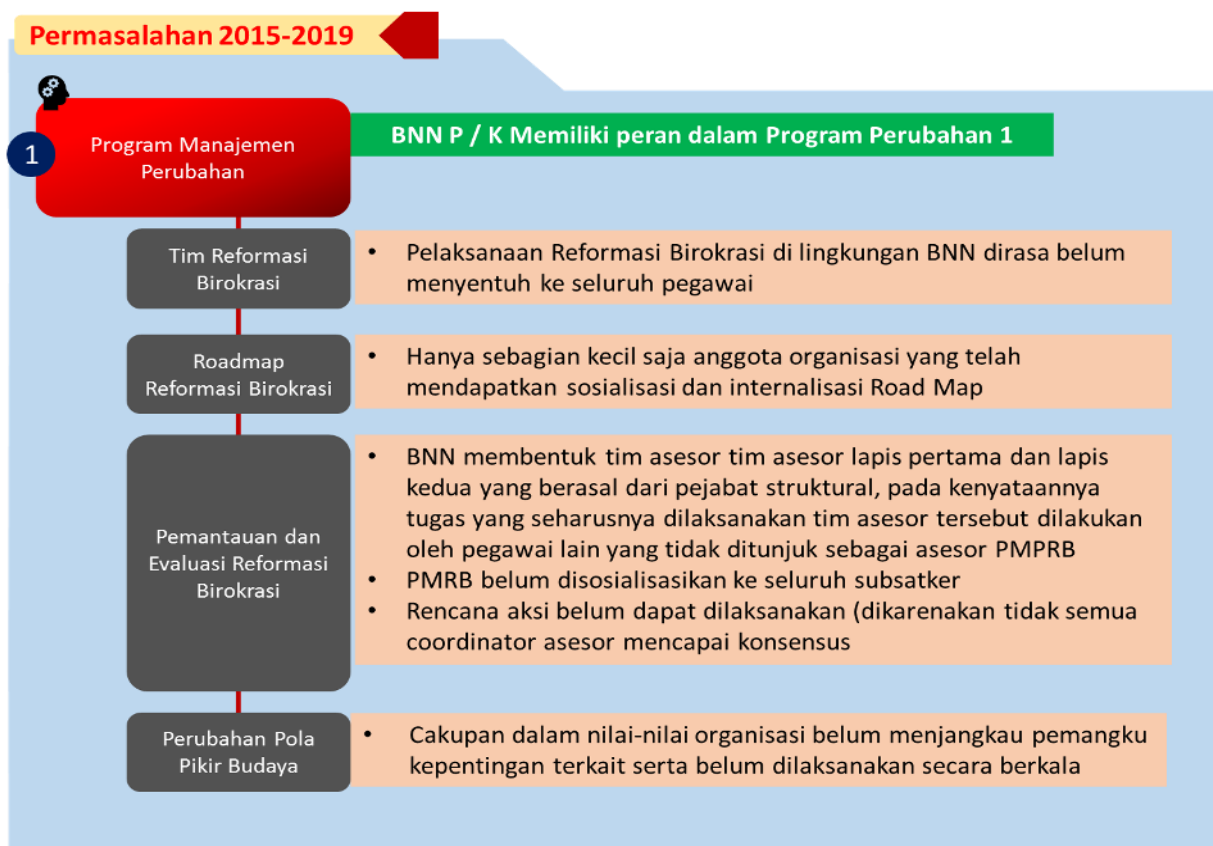 Permasalahan 2015-2019
1
Program Manajemen
Perubahan
BNN P / K Memiliki peran dalam Program Perubahan 1
Tim Reformasi
Birokrasi
• Pelaksanaan Reformasi Birokrasi di lingkungan BNN dirasa belum
menyentuh ke seluruh pegawai
Roadmap
Reformasi Birokrasi
• Hanya sebagian kecil saja anggota organisasi yang telah
mendapatkan sosialisasi dan internalisasi Road Map
Pemantauan dan
Evaluasi Reformasi
Birokrasi
• BNN membentuk tim asesor tim asesor lapis pertama dan lapis
kedua yang berasal dari pejabat struktural, pada kenyataannya
tugas yang seharusnya dilaksanakan tim asesor tersebut dilakukan
oleh pegawai lain yang tidak ditunjuk sebagai asesor PMPRB
• PMRB belum disosialisasikan ke seluruh subsatker
• Rencana aksi belum dapat dilaksanakan (dikarenakan tidak semua
coordinator asesor mencapai konsensus
Perubahan Pola
Pikir Budaya
• Cakupan dalam nilai-nilai organisasi belum menjangkau pemangku
kepentingan terkait serta belum dilaksanakan secara berkala